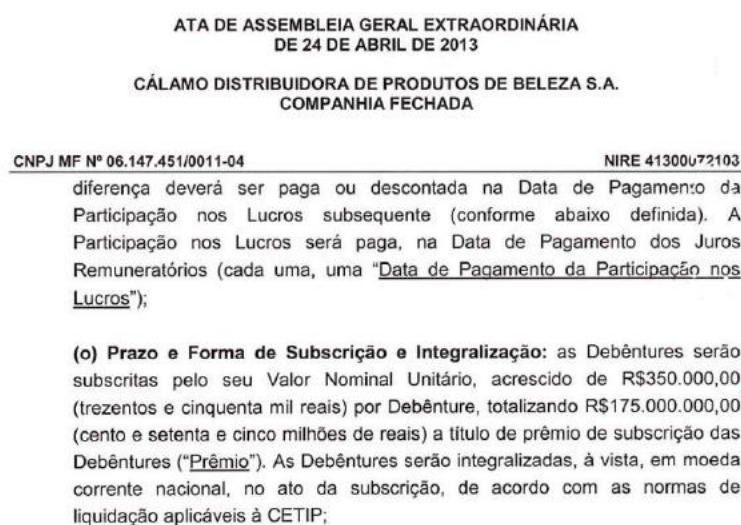 ATA DE ASSEMBLEIA GERAL EXTRAORDINÁRIA
DE 24 DE ABRIL DE 2013
CÁLAMO DISTRIBUIDORA DE PRODUTOS DE BELEZA S.A.
COMPANHIA FECHADA
CNPJ MF Nº 06.147.451/0011-04 NIRE 41300072103
diferença deverá ser paga ou descontada na Data de Pagamento da
Participação nos Lucros subsequente (conforme abaixo definida). A
Participação nos Lucros será paga, na Data de Pagamento dos Juros
Remuneratórios (cada uma, uma “Data de Pagamento da Participação nos
Lucros”);
(o) Prazo e Forma de Subscrição e Integralização: as Debêntures serão
subscritas pelo seu Valor Nominal Unitário, acrescido de R$350.000,00
(trezentos e cinquenta mil reais) por Debênture, totalizando R$175.000.000,00
(cento e setenta e cinco milhões de reais) a título de prêmio de subscrição das
Debêntures (“Prêmio”). As Debêntures serão integralizadas, à vista, em moeda
corrente nacional, no ato da subscrição, de acordo com as normas de
liquidação aplicáveis à CETIP;